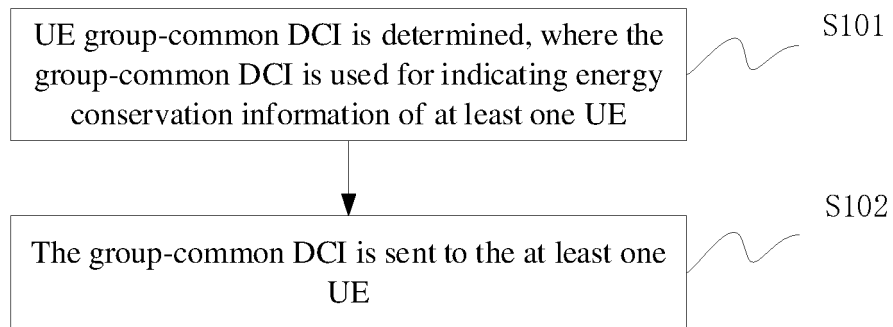 UE group-common DCI is determined, where the
group-common DCI is used for indicating energy
conservation information of at least one UE
S101
The group-common DCI is sent to the at least one
UE
S102